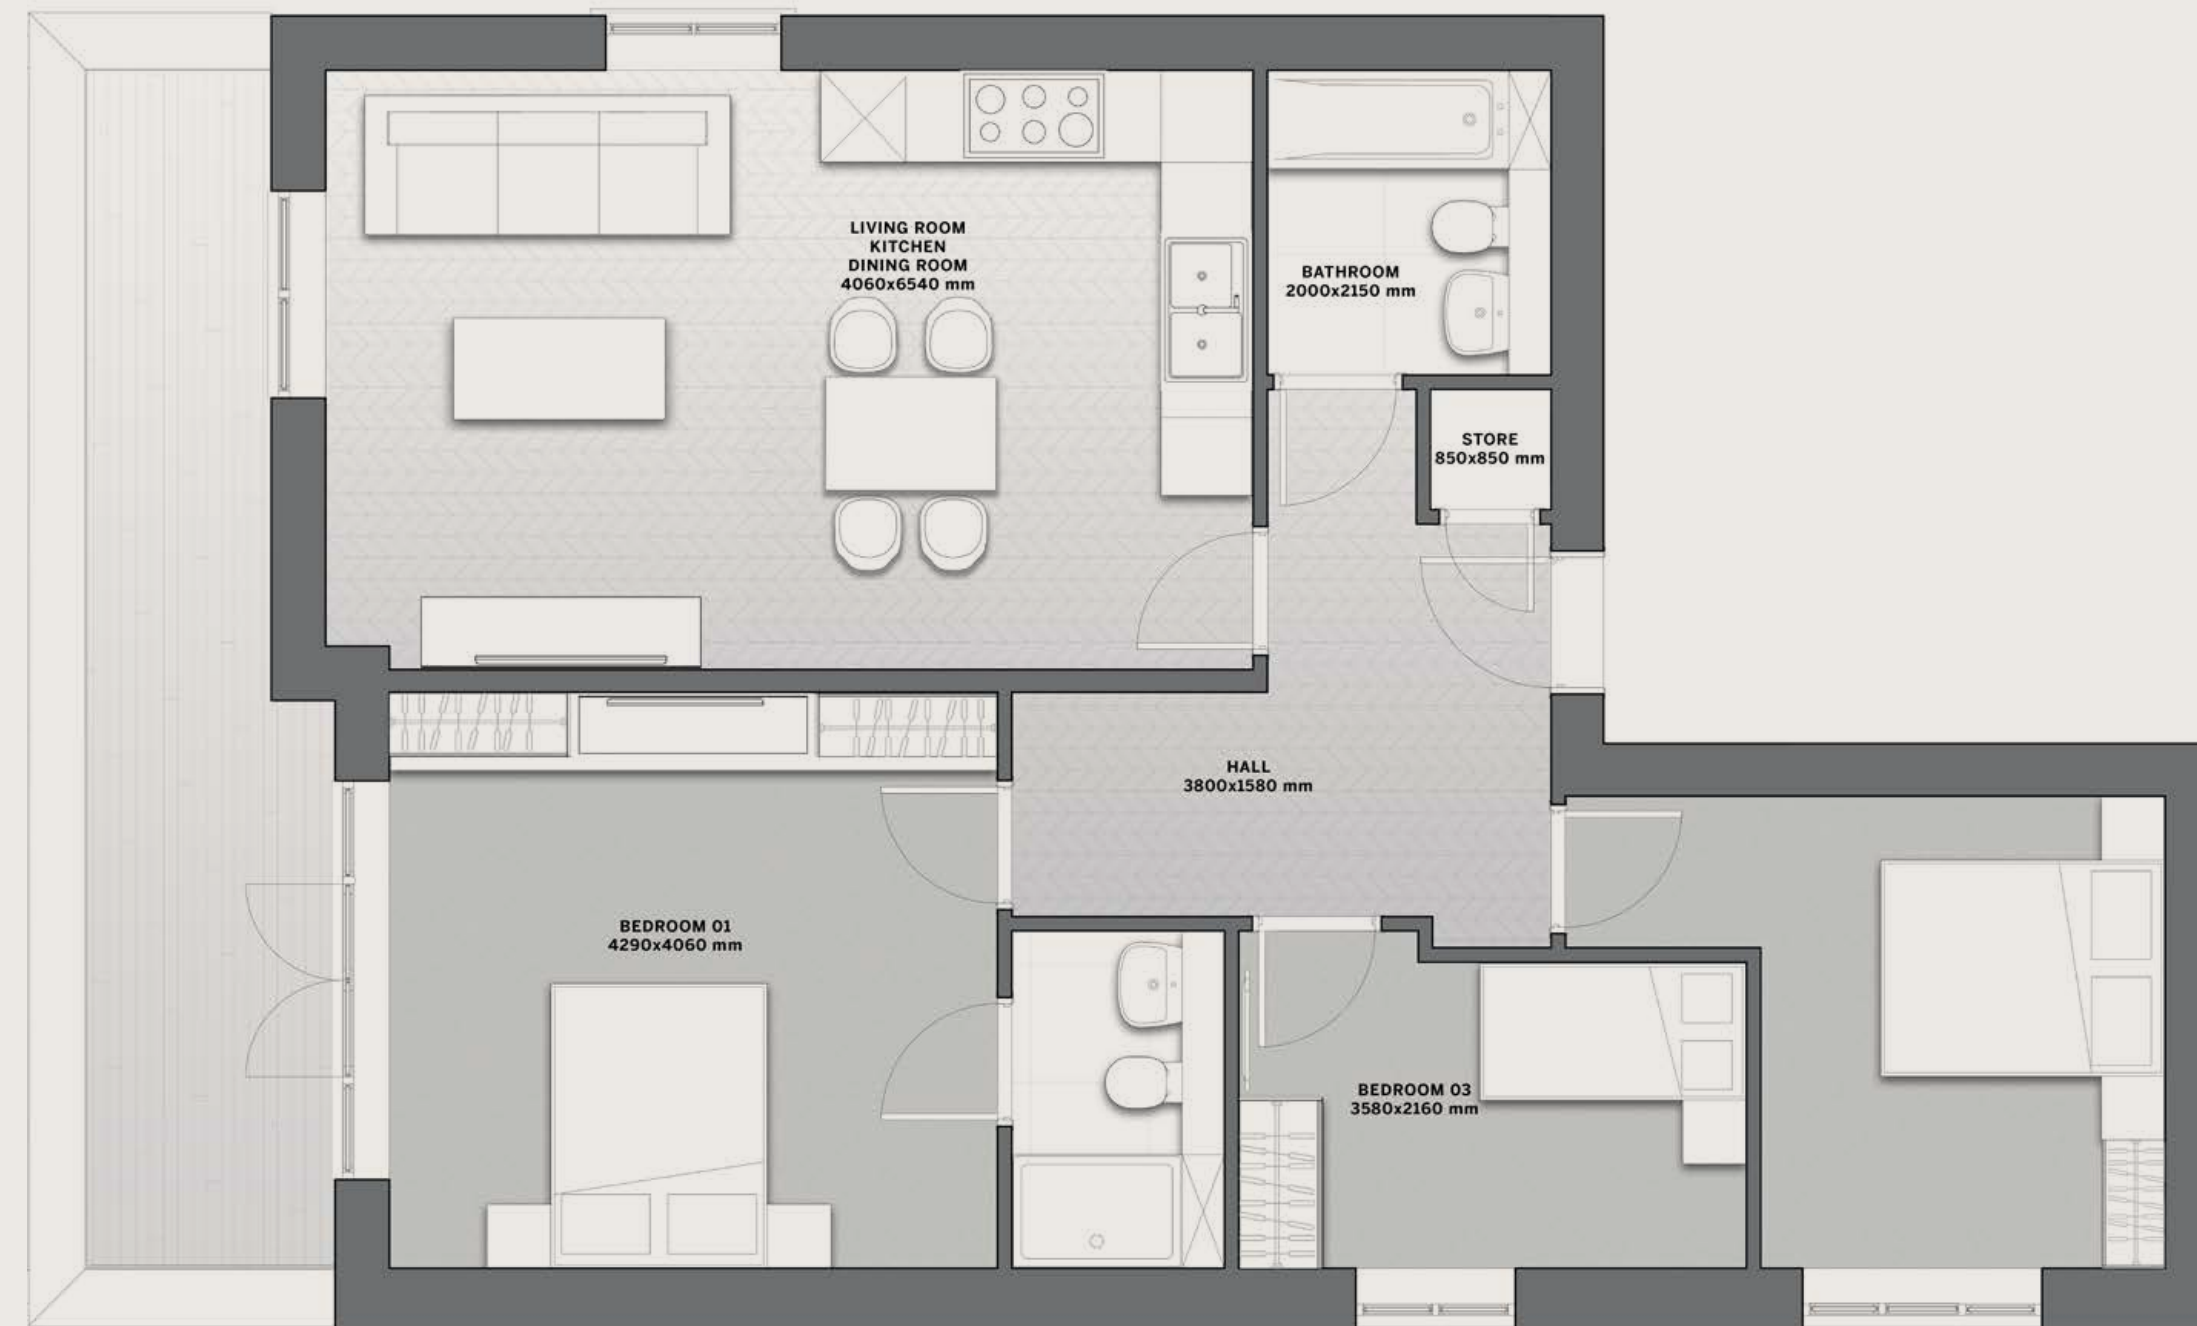 LIVING ROOM
KITCHEN
DINING ROOM
4060x6540 mm
BATHROOM
2000x2150 mm
STORE
850x850 mm
HALL
3800x1580 mm
BEDROOM 01
4290x4060 mm
BEDROOM 03
3580x2160 mm